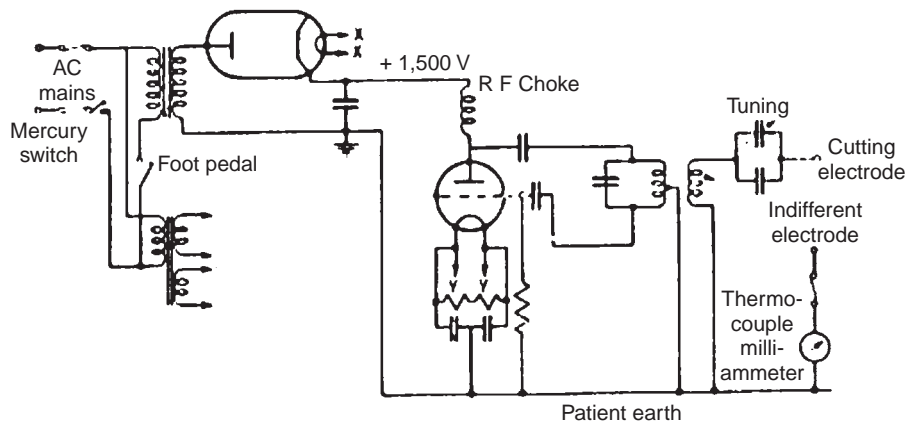 X
X
+ 1,500 V
R F Choke
AC
mains
Mercury
switch
Foot pedal
Tuning
Cutting
electrode
Indifferent
electrode
Y Y
Thermo-
couple
milli-
ammeter
Patient earth